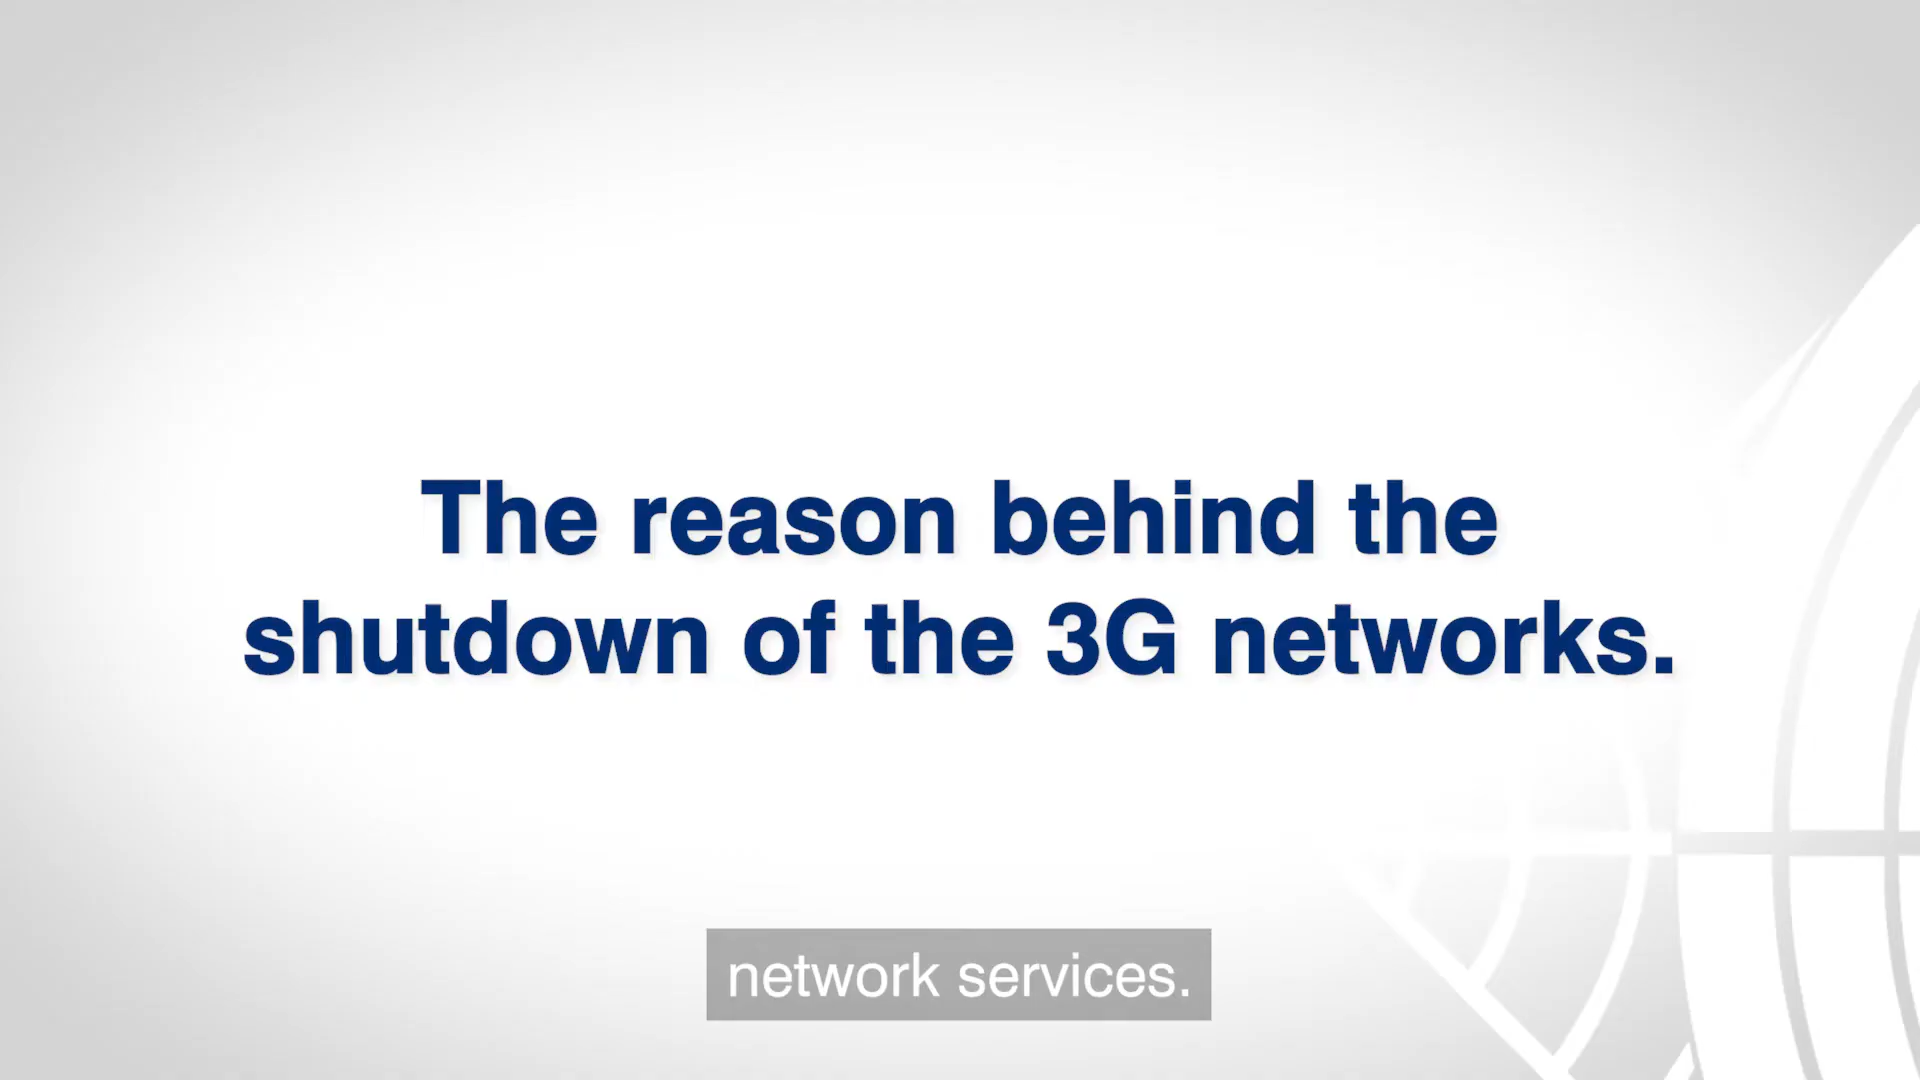 The reason behind the
shutdown of the 3G networks.
network services.